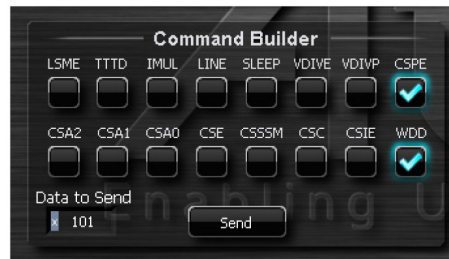 Command Builder
LSME TTTD IMUL LINE SLEEP VDIVE VDIVP CSPE
CSA2 CSA1 CSA0 CSE CSSSM CSC CSIE WDD
Data to Send
x 101
Send
Enabling U